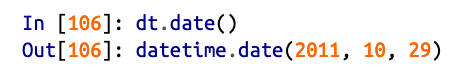 In [106]: dt.date()
Out[106]: datetime.date(2011, 10, 29)